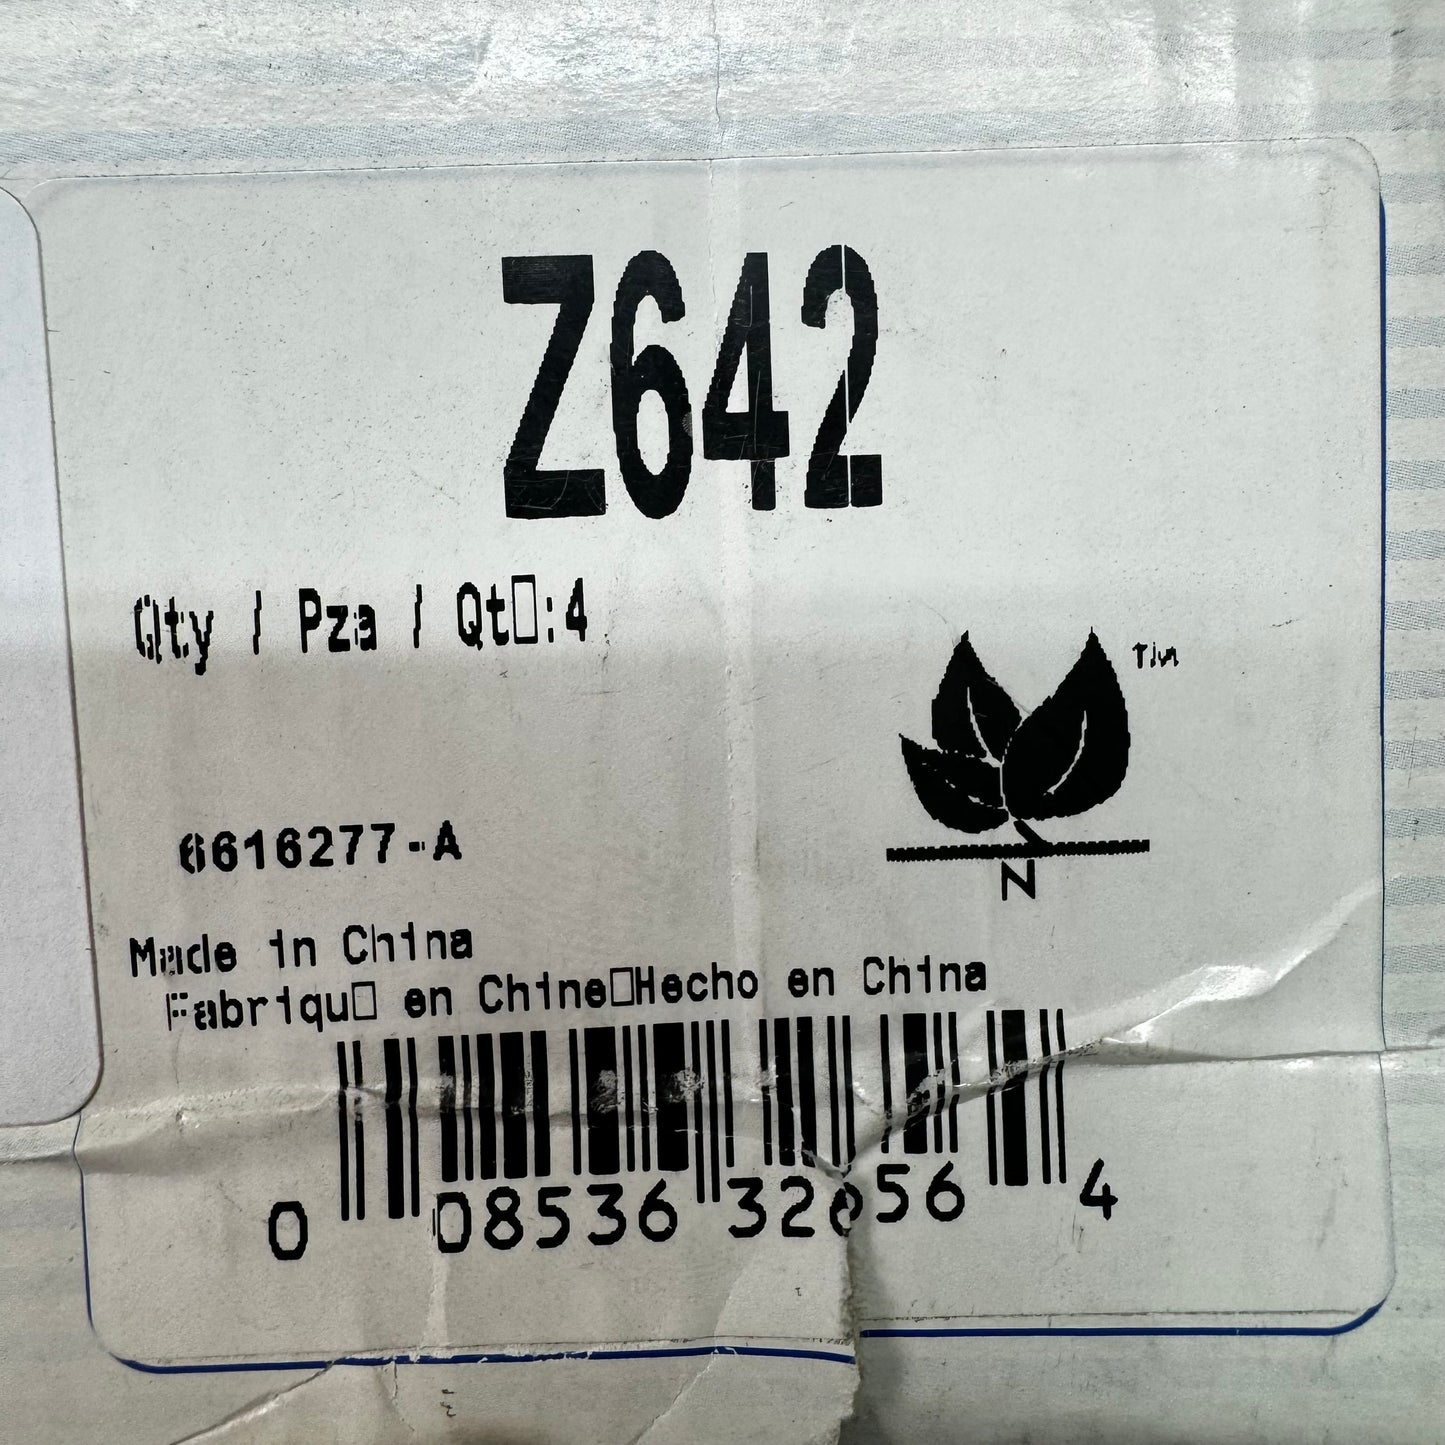 Z642
Qty / Pza / Qt□:4
TM
6616277-A
N
Made in China
Fabriqu□ en Chine□Hecho en China
0 08536 32656 4